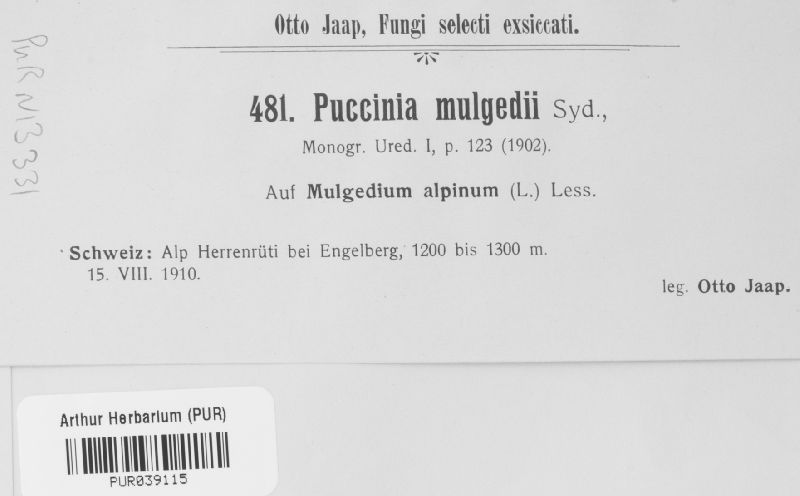 Otto Jaap, Fungi selecti exsiccati.
481. Puccinia mulgedii Syd.,
Monogr. Ured. I, p. 123 (1902).
Auf Mulgedium alpinum (L.) Less.
Schweiz: Alp Herrenrüti bei Engelberg, 1200 bis 1300 m.
15. VIII. 1910.
leg. Otto Jaap.
PUR N13331
Arthur Herbarium (PUR)
PUR039115